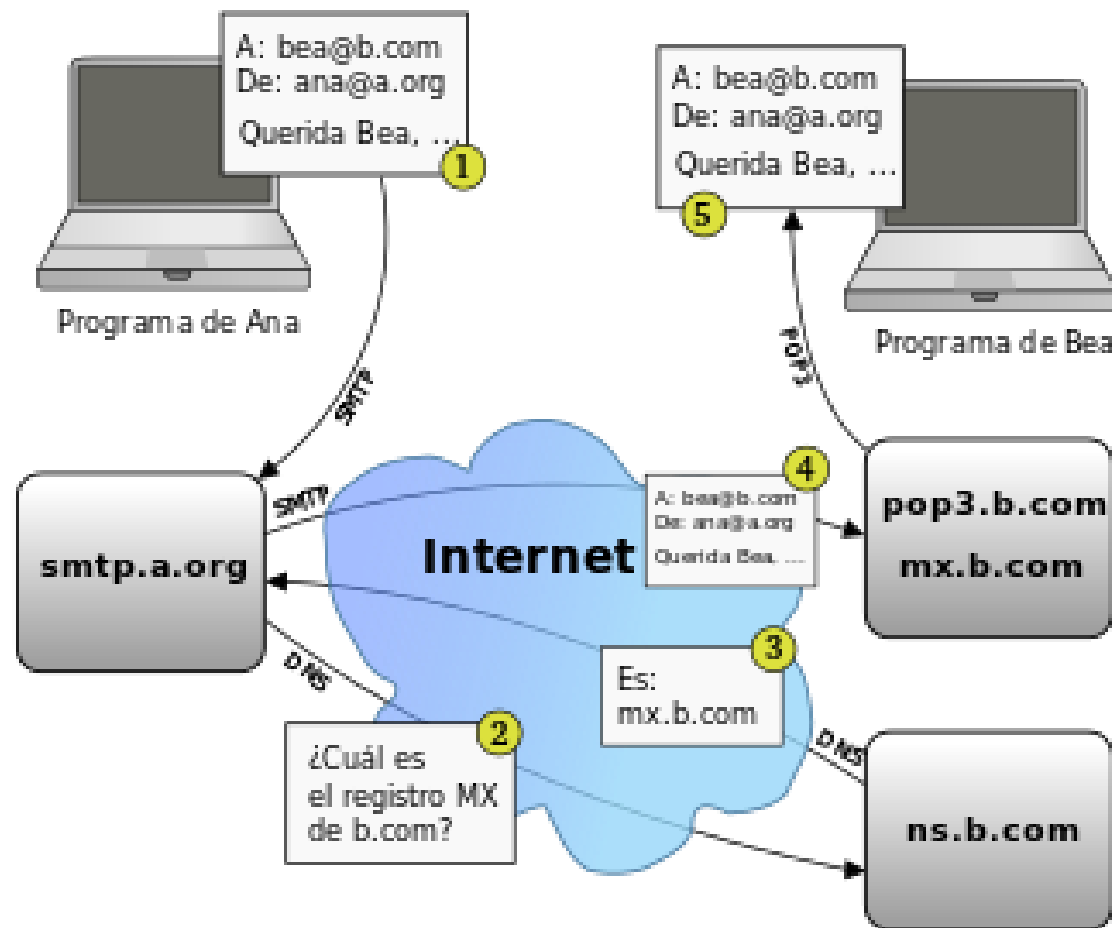 A: bea@b.com
De: ana@a.org
Querida Bea, ...
1
Programa de Ana
A: bea@b.com
De: ana@a.org
Querida Bea, ...
5
Programa de Bea
SMTP
POP3
smtp.a.org
SMTP
Internet
4
A: bea@b.com
De: ana@a.org
Querida Bea, ...
pop3.b.com
mx.b.com
3
Es:
mx.b.com
DNS
2
¿Cuál es
el registro MX
de b.com?
DNS
ns.b.com